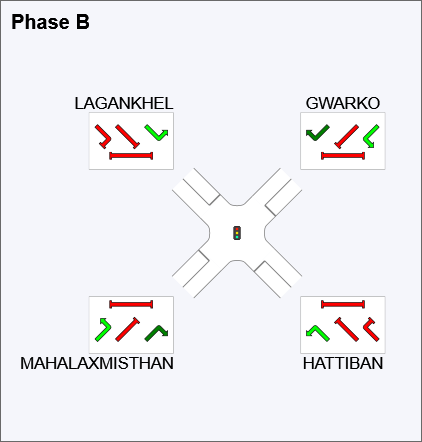 Phase B
LAGANKHEL
GWARKO
MAHALAXMISTHAN
HATTIBAN